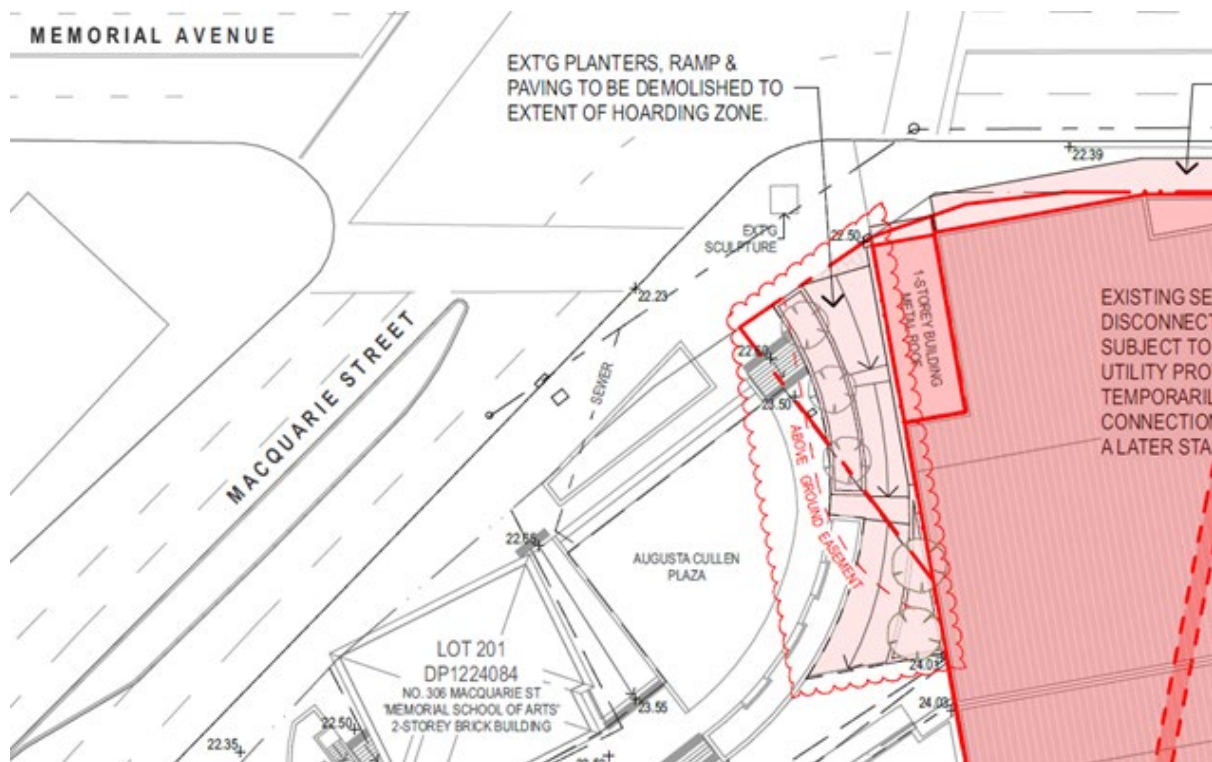 MEMORIAL AVENUE
EXT'G PLANTERS, RAMP &
PAVING TO BE DEMOLISHED TO
EXTENT OF HOARDING ZONE.
22.39
EXT'G
SCULPTURE
22.50
22.23
1-STOREY BUILDING
METAL ROOF
EXISTING SE
DISCONNECT
SUBJECT TO
UTILITY PRO
TEMPORARIL
CONNECTION
A LATER STA
MACQUARIE STREET
SEWER
23.50
ABOVE GROUND EASEMENT
AUGUSTA CULLEN
PLAZA
LOT 201
DP1224084
NO. 306 MACQUARIE ST
'MEMORIAL SCHOOL OF ARTS'
2-STOREY BRICK BUILDING
24.01
24.03
23.55
22.50
22.35